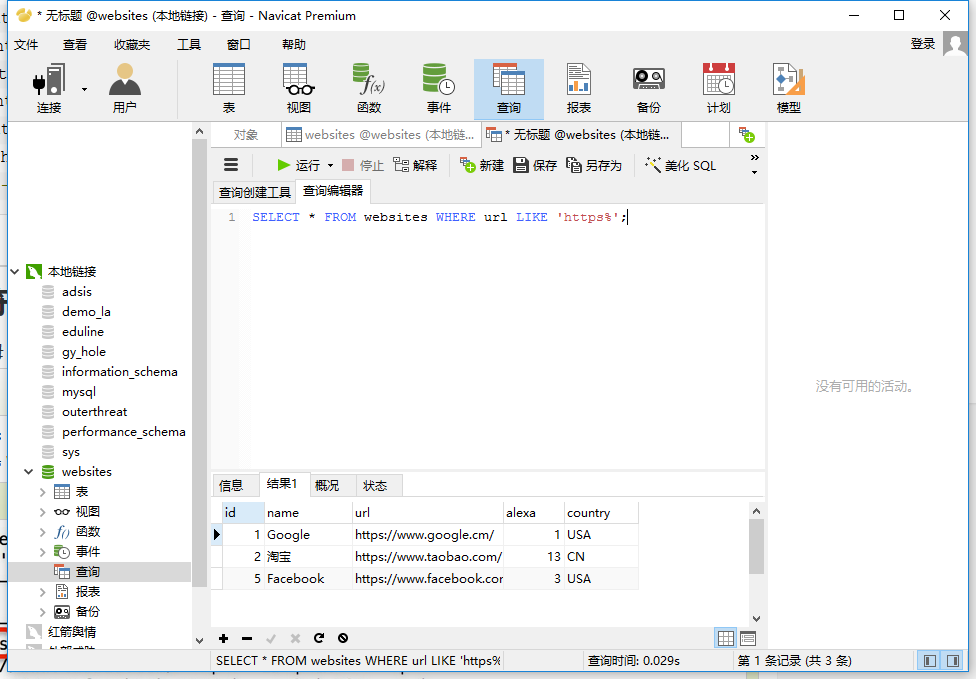 * 无标题 @websites (本地链接) - 查询 - Navicat Premium
文件 查看 收藏夹 工具 窗口 帮助 登录
连接 用户 表 视图 函数 事件 查询 报表 备份 计划 模型
对象 websites @websites (本地链... * 无标题 @websites (本地链...
运行 停止 解释 新建 保存 另存为 美化 SQL
查询创建工具 查询编辑器
1 SELECT * FROM websites WHERE url LIKE 'https%';
本地链接
adsis
demo_la
eduline
gy_hole
information_schema
mysql
outerthreat
performance_schema
sys
websites
表
视图
函数
事件
查询
报表
备份
红箭舆情
没有可用的活动。
信息 结果1 概况 状态
id name url alexa country
1 Google https://www.google.cm/ 1 USA
2 淘宝 https://www.taobao.com/ 13 CN
5 Facebook https://www.facebook.cor 3 USA
SELECT * FROM websites WHERE url LIKE 'https% 查询时间: 0.029s 第 1 条记录 (共 3 条)